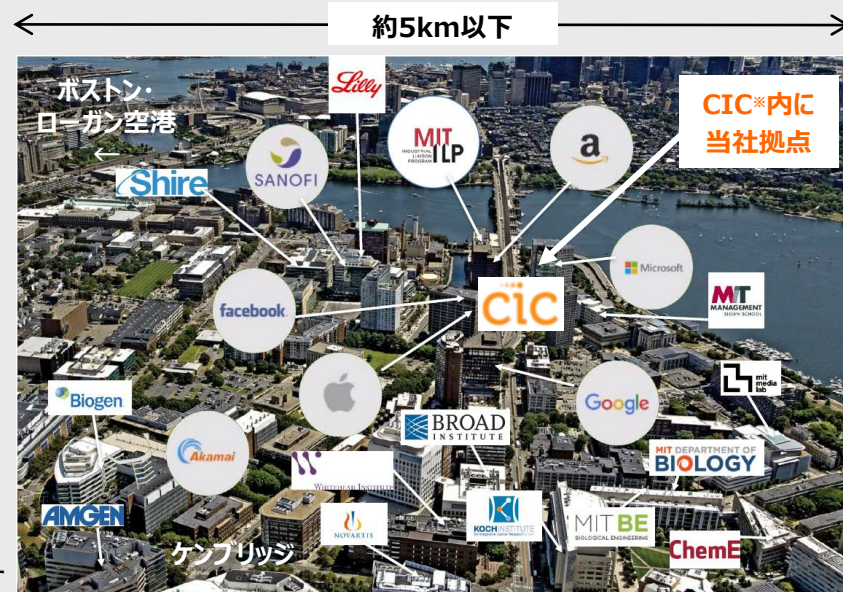 約5km以下
ボストン・
ローガン空港
←
Lilly
MIT
INDUSTRIAL
LIAISON
PROGRAM
ILP
a
CIC※内に
当社拠点
Shire
SANOFI
Microsoft
facebook
CIC
MIT
MANAGEMENT
SLOAN SCHOOL
mit
media
lab
Biogen
Google
BROAD
INSTITUTE
Akamai
MIT DEPARTMENT OF
BIOLOGY
WHITEHEAD INSTITUTE
AMGEN
NOVARTIS
KOCH INSTITUTE
MIT BE
BIOLOGICAL ENGINEERING
ChemE
ケンブリッジ